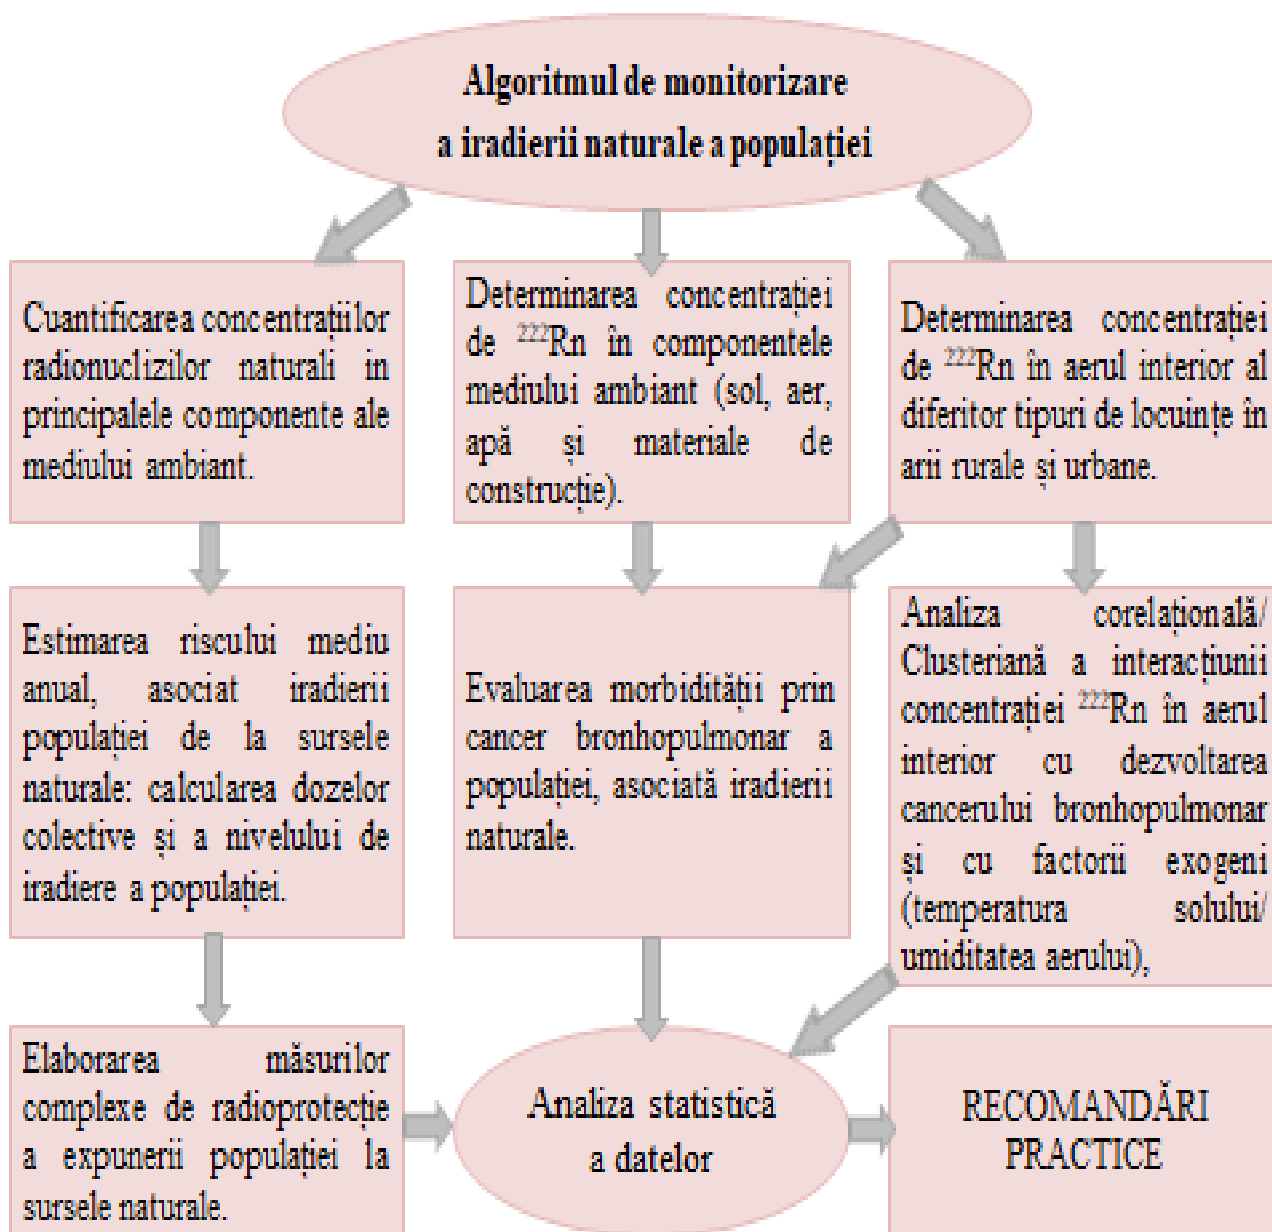 Algoritmul de monitorizare
a iradierii naturale a populației
Cuantificarea concentrațiilor
radionuclizilor naturali in
principalele componente ale
mediului ambiant.
Determinarea concentrației
de ²²²Rn în componentele
mediului ambiant (sol, aer,
apă și materiale de
construcție).
Determinarea concentrației
de ²²²Rn în aerul interior al
diferitor tipuri de locuințe în
arii rurale și urbane.
Estimarea riscului mediu
anual, asociat iradierii
populației de la sursele
naturale: calcularea dozelor
colective și a nivelului de
iradiere a populației.
Evaluarea morbidității prin
cancer bronhopulmonar a
populației, asociată iradierii
naturale.
Analiza corelațională/
Clusteriană a interacțiunii
concentrației ²²²Rn în aerul
interior cu dezvoltarea
cancerului bronhopulmonar
și cu factorii exogeni
(temperatura solului/
umiditatea aerului),
Elaborarea măsurilor
complexe de radioprotecție
a expunerii populației la
sursele naturale.
Analiza statistică
a datelor
RECOMANDĂRI
PRACTICE